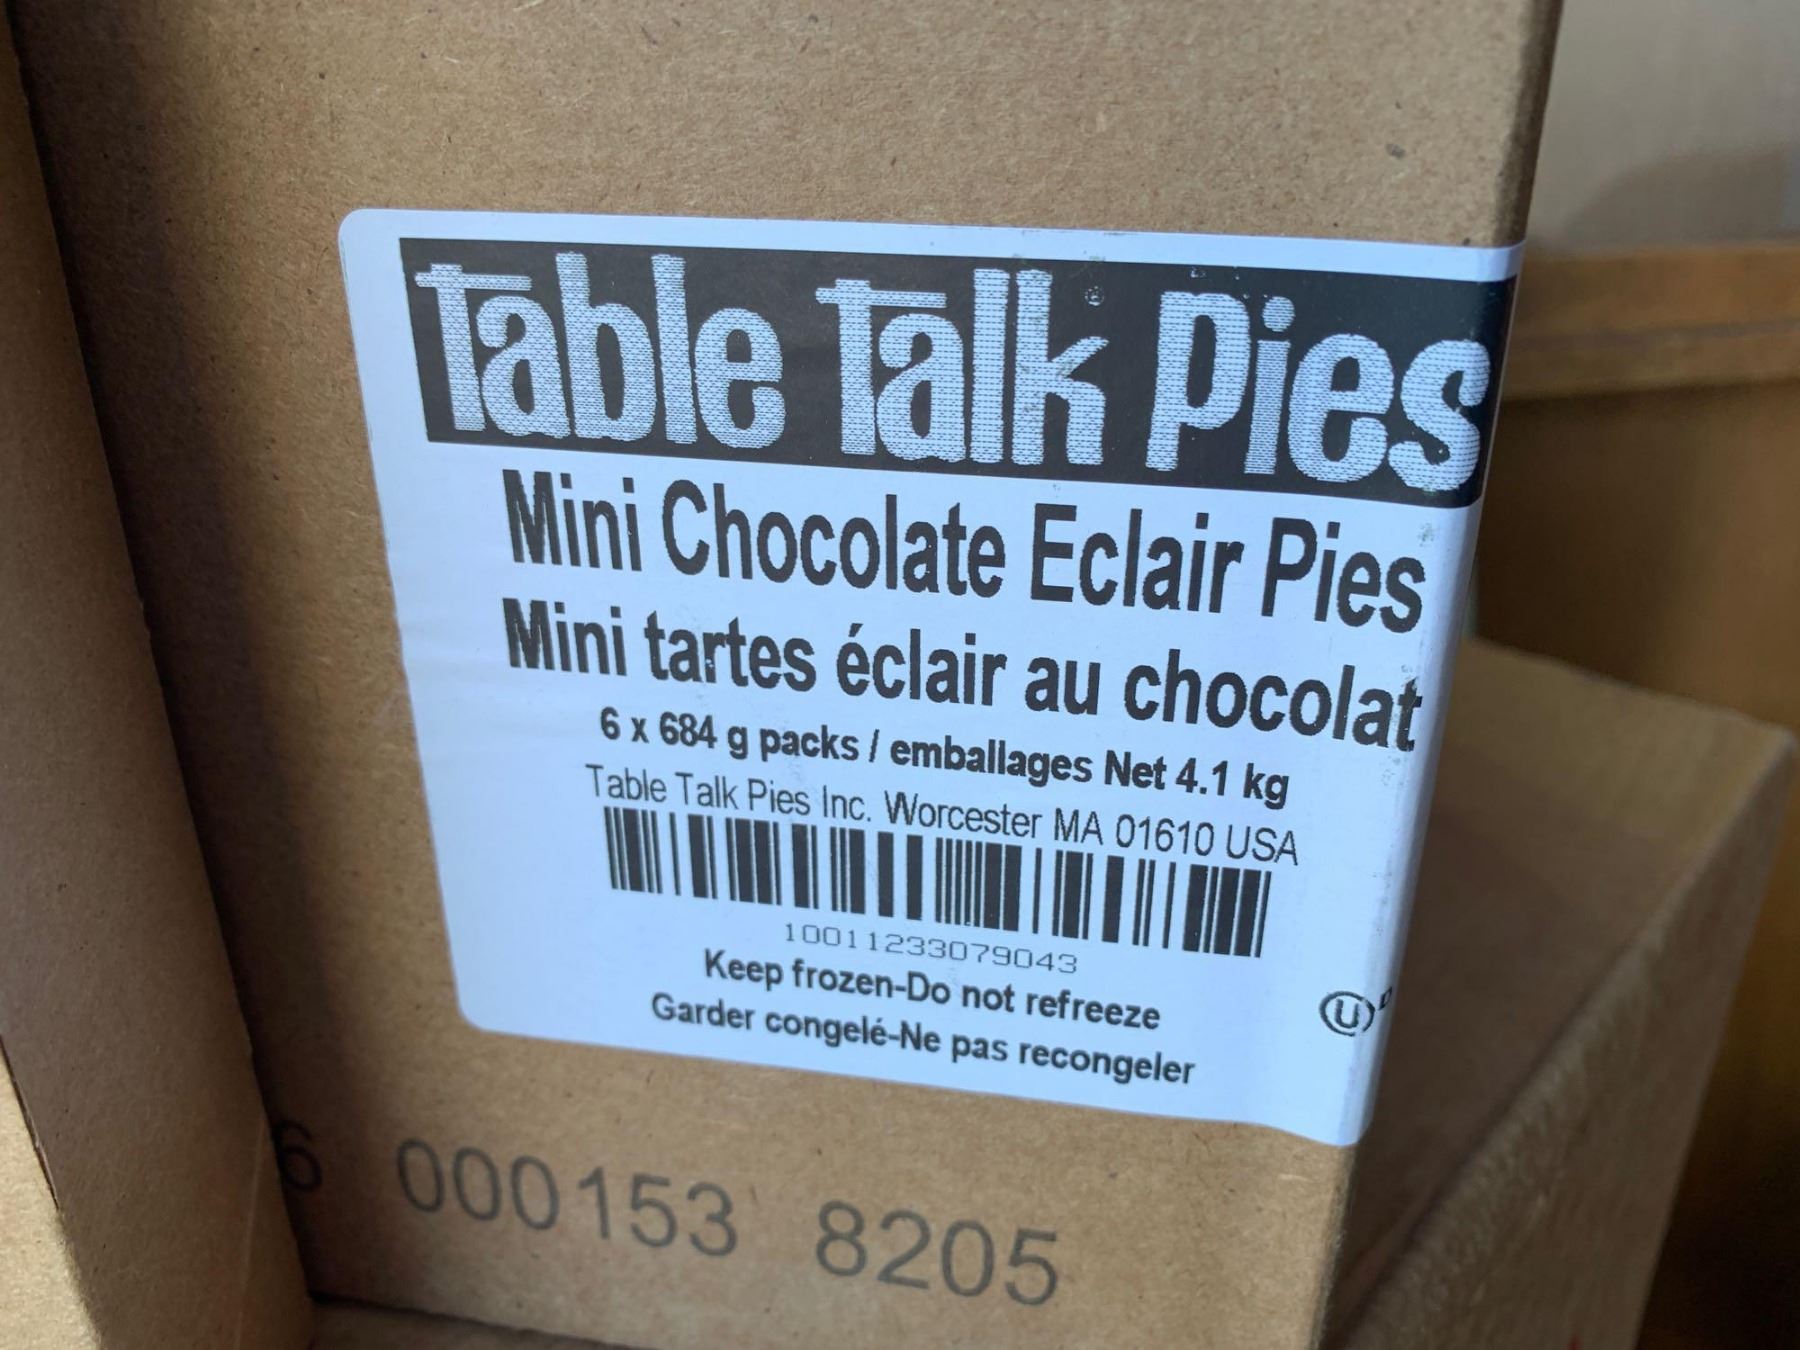 Table Talk Pies
Mini Chocolate Eclair Pies
Mini tartes éclair au chocolat
6 x 684 g packs / emballages Net 4.1 kg
Table Talk Pies Inc. Worcester MA 01610 USA
10011233079043
Keep frozen-Do not refreeze
Garder congelé-Ne pas recongeler
U D
6 000153 8205